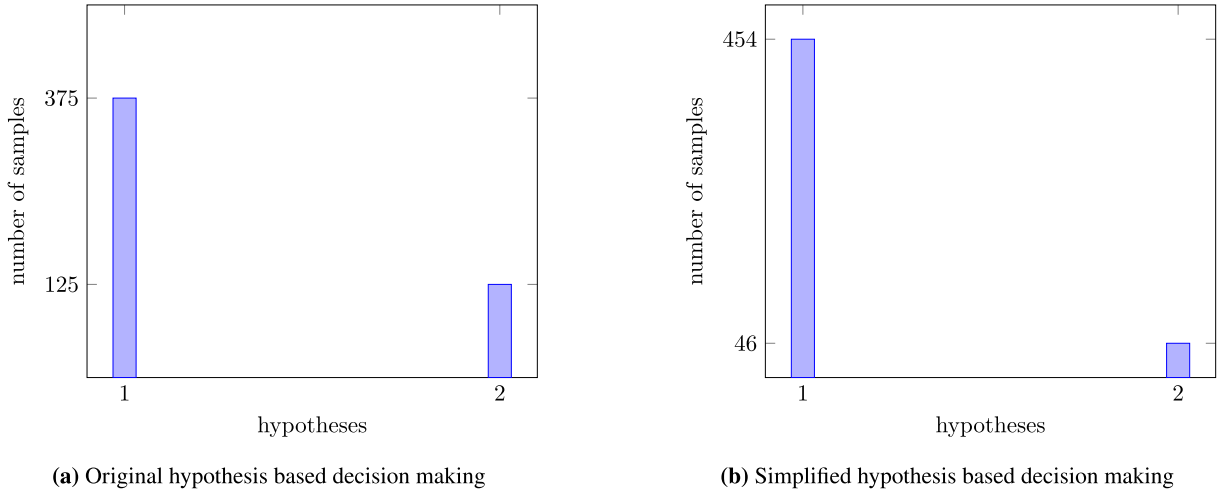 375
125
number of samples
1
2
hypotheses
(a) Original hypothesis based decision making
454
46
number of samples
1
2
hypotheses
(b) Simplified hypothesis based decision making